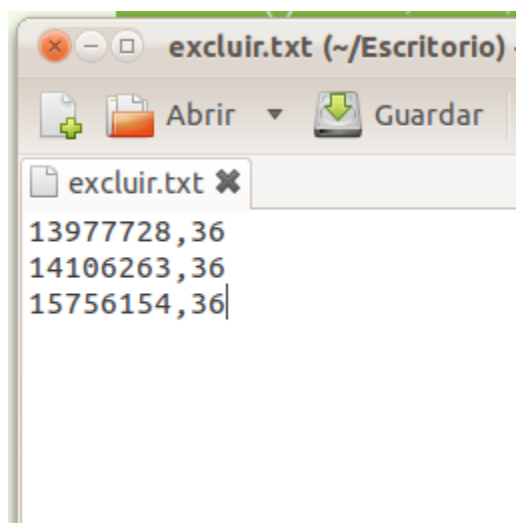 excluir.txt (~/Escritorio) -
Abrir
Guardar
excluir.txt
13977728,36
14106263,36
15756154,36